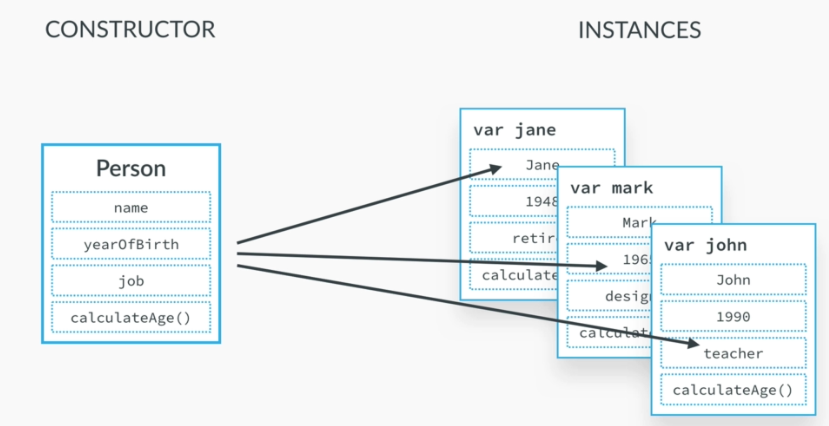 CONSTRUCTOR
INSTANCES
Person
name
yearOfBirth
job
calculateAge()
var jane
Jane
1948
var mark
Mark
var john
John
1990
teacher
calculateAge()